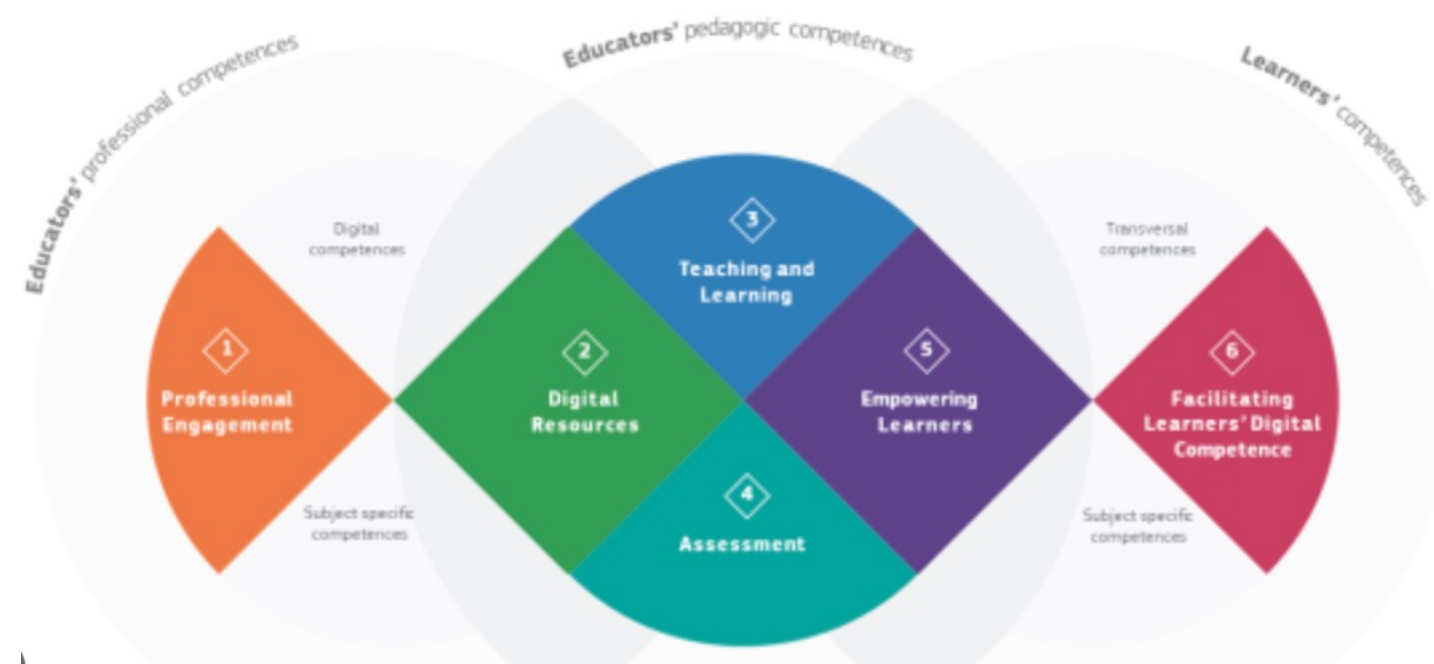 Educators' professional competences
Educators' pedagogic competences
Learners' competences
Digital
competences
Transversal
competences
1
Professional
Engagement
2
Digital
Resources
3
Teaching and
Learning
4
Assessment
5
Empowering
Learners
6
Facilitating
Learners' Digital
Competence
Subject specific
competences
Subject specific
competences